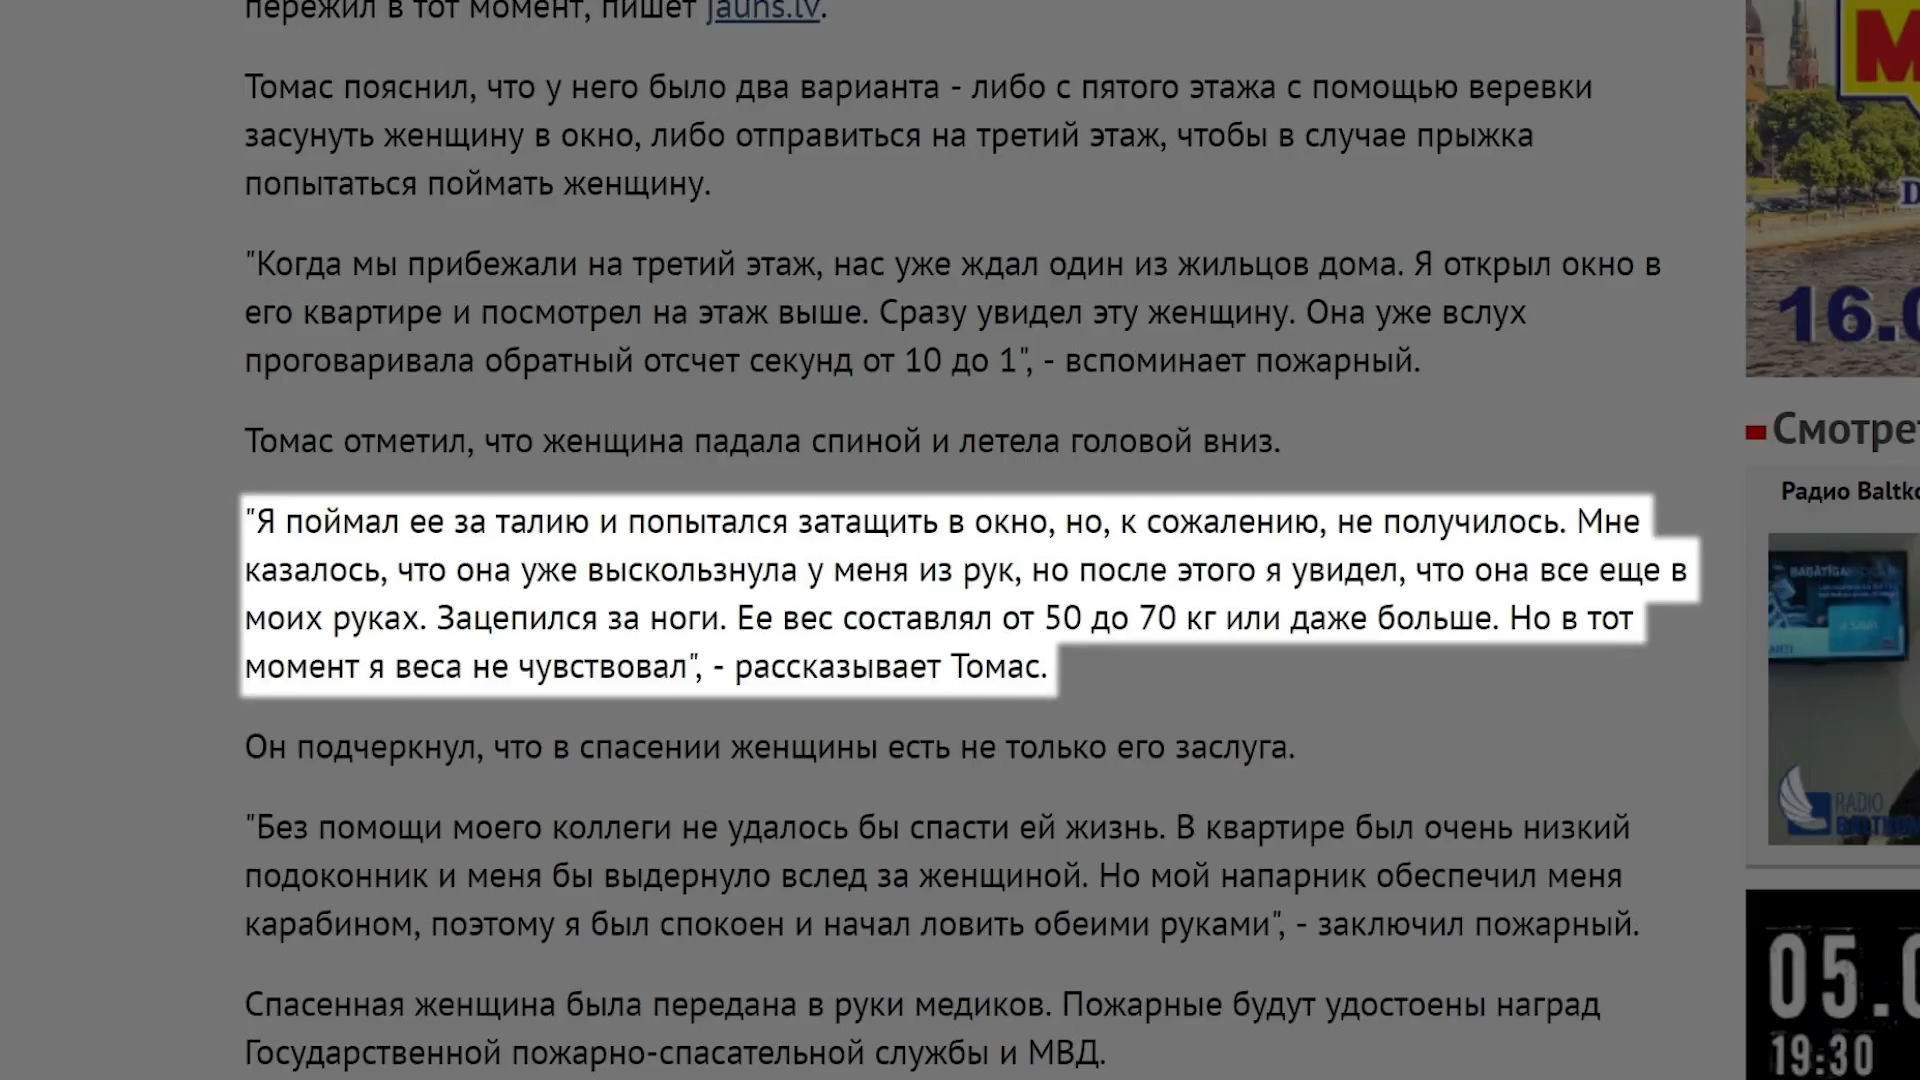 пережил в тот момент, пишет jauns.lv.
Томас пояснил, что у него было два варианта - либо с пятого этажа с помощью веревки
засунуть женщину в окно, либо отправиться на третий этаж, чтобы в случае прыжка
попытаться поймать женщину.
"Когда мы прибежали на третий этаж, нас уже ждал один из жильцов дома. Я открыл окно в
его квартире и посмотрел на этаж выше. Сразу увидел эту женщину. Она уже вслух
проговаривала обратный отсчет секунд от 10 до 1", - вспоминает пожарный.
Томас отметил, что женщина падала спиной и летела головой вниз.
"Я поймал ее за талию и попытался затащить в окно, но, к сожалению, не получилось. Мне
казалось, что она уже выскользнула у меня из рук, но после этого я увидел, что она все еще в
моих руках. Зацепился за ноги. Ее вес составлял от 50 до 70 кг или даже больше. Но в тот
момент я веса не чувствовал", - рассказывает Томас.
Он подчеркнул, что в спасении женщины есть не только его заслуга.
"Без помощи моего коллеги не удалось бы спасти ей жизнь. В квартире был очень низкий
подоконник и меня бы выдернуло вслед за женщиной. Но мой напарник обеспечил меня
карабином, поэтому я был спокоен и начал ловить обеими руками", - заключил пожарный.
Спасенная женщина была передана в руки медиков. Пожарные будут удостоены наград
Государственной пожарно-спасательной службы и МВД.
М
D
16.0
Смотрет
Радио Baltko
RADIO
05.0
19:30